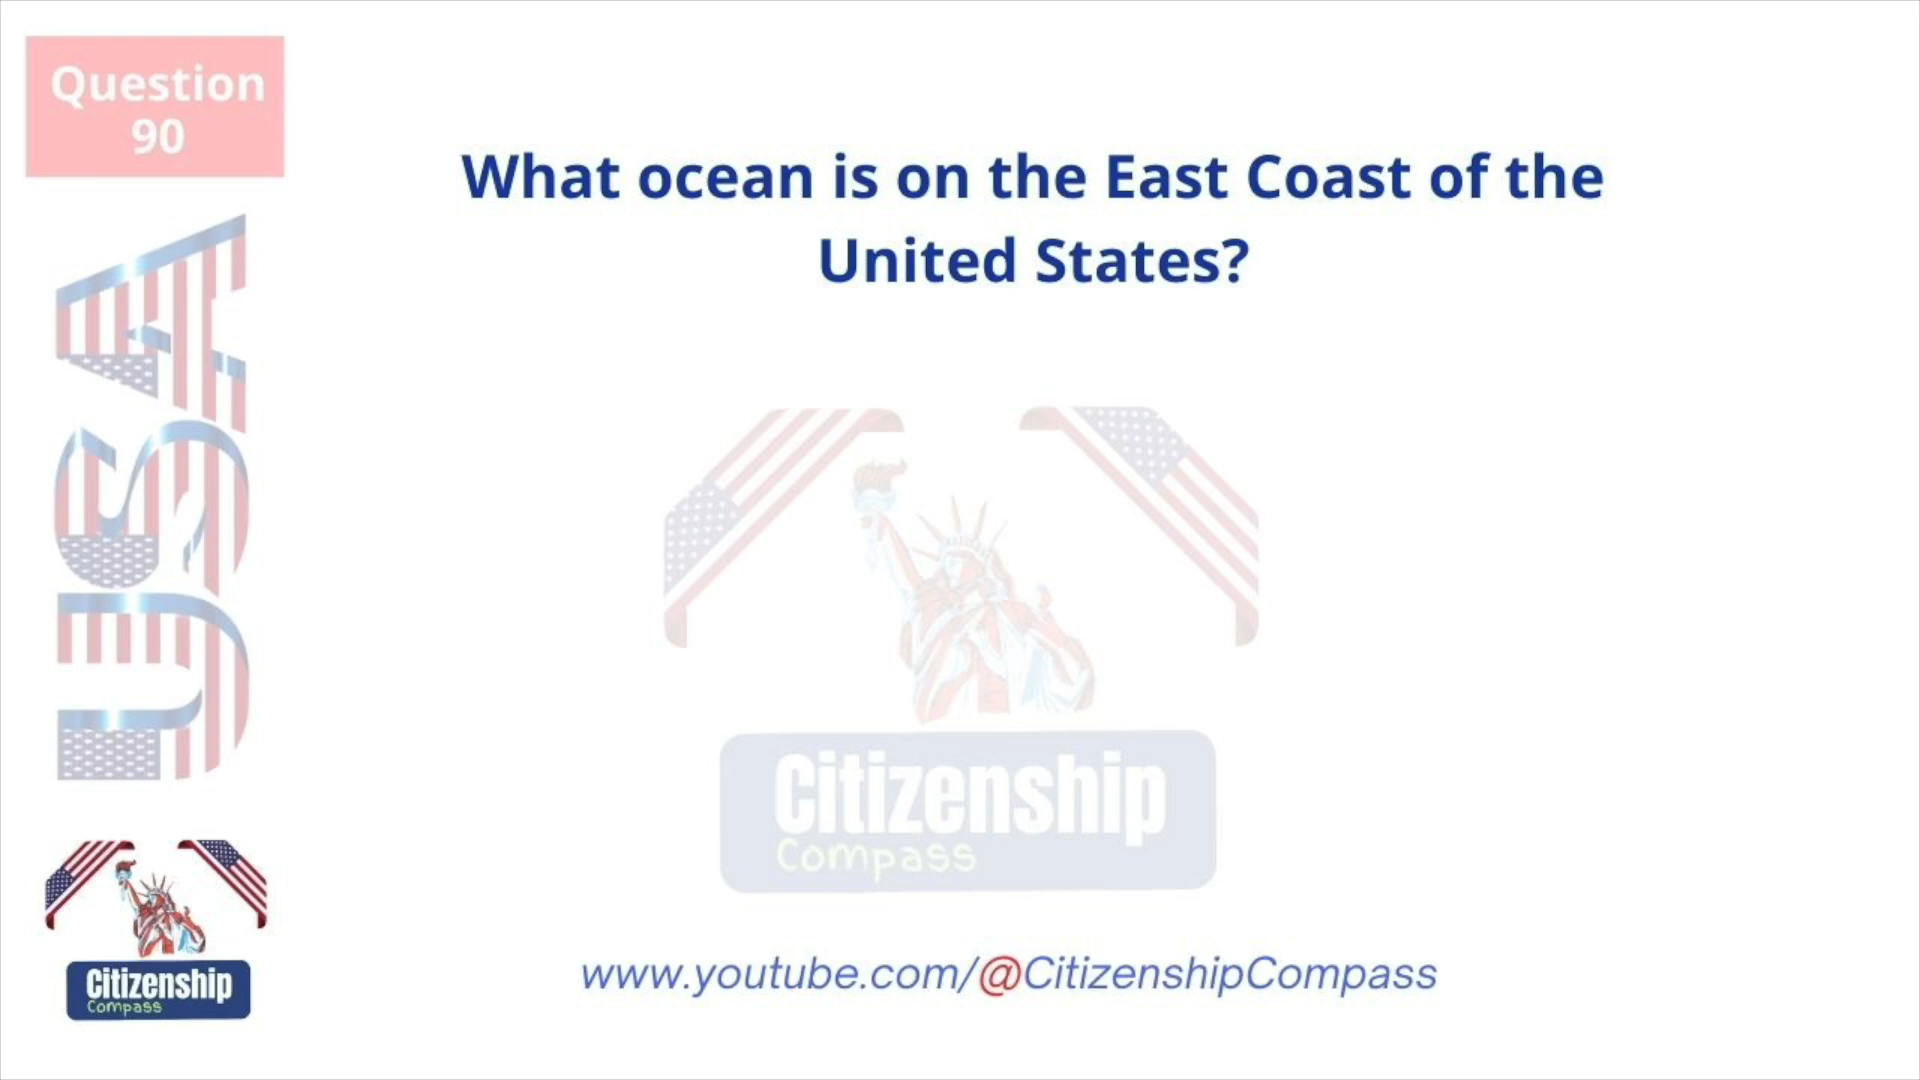 Question
90
What ocean is on the East Coast of the
United States?
USA
Citizenship
Compass
Citizenship
Compass
www.youtube.com/@CitizenshipCompass